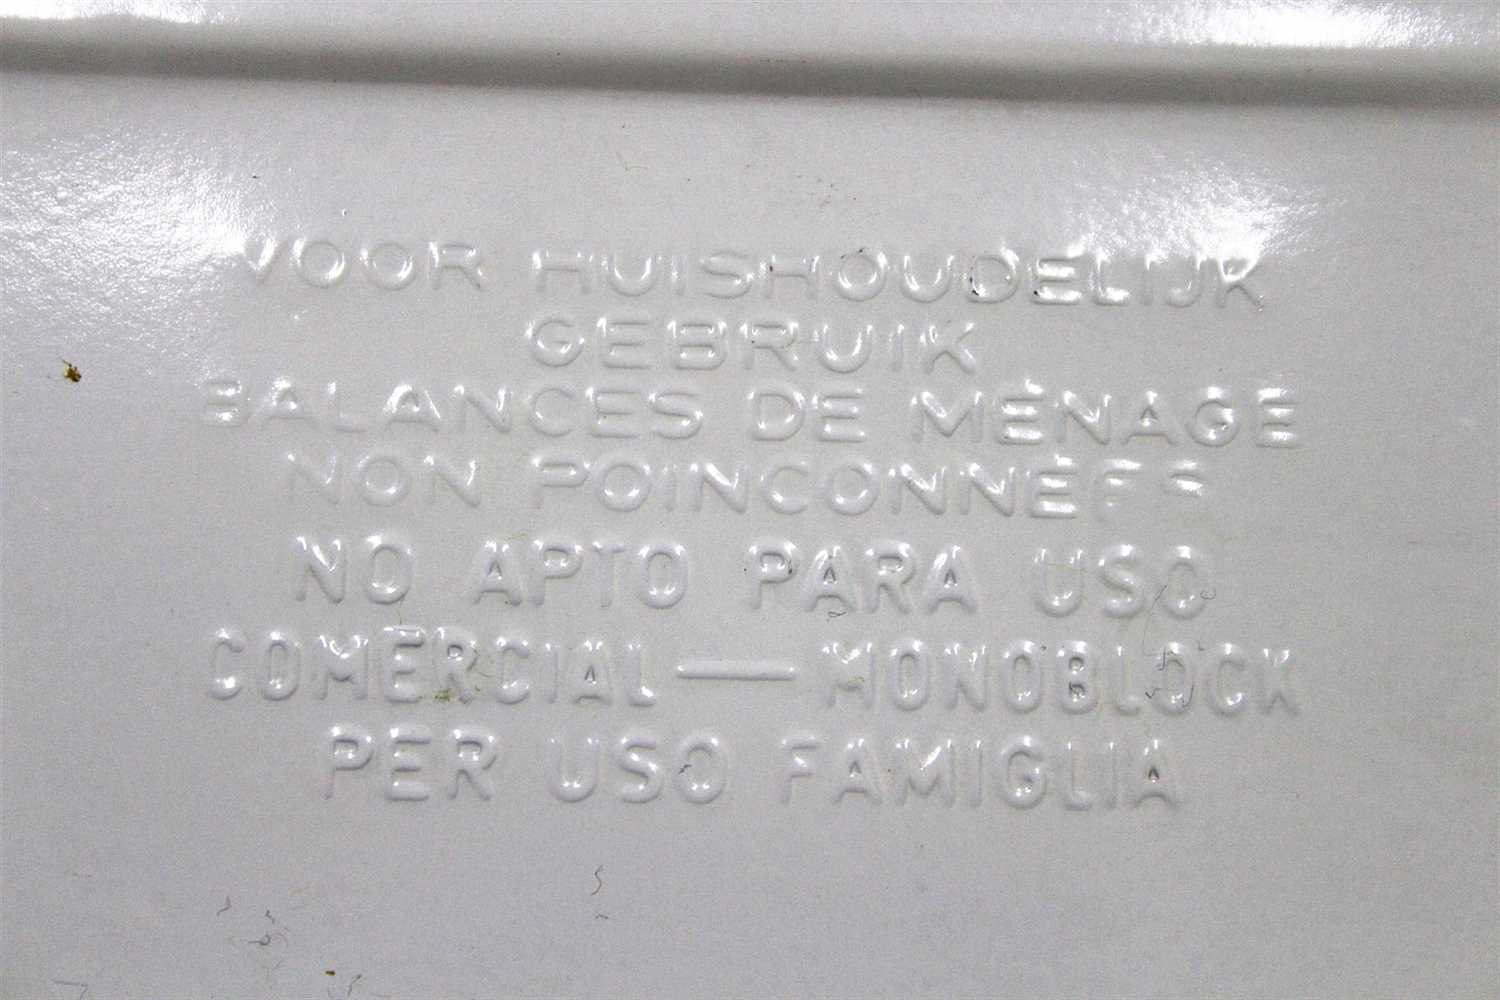 VOOR HUISHOUDELIJK
GEBRUIK
BALANCES DE MÉNAGE
NON POINCONNÉES
NO APTO PARA USO
COMERCIAL — MONOBLOCK
PER USO FAMIGLIA